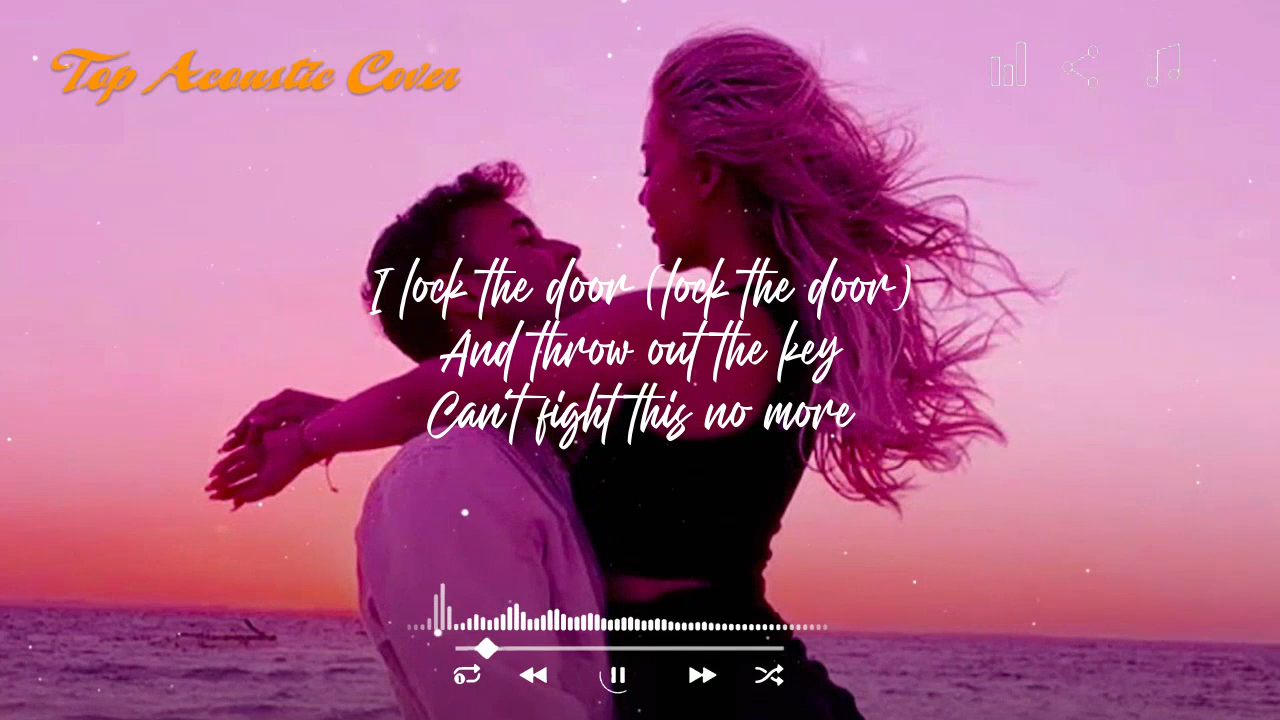 Top Acoustic Cover
I lock the door (lock the door)
And throw out the key
Can't fight this no more
1